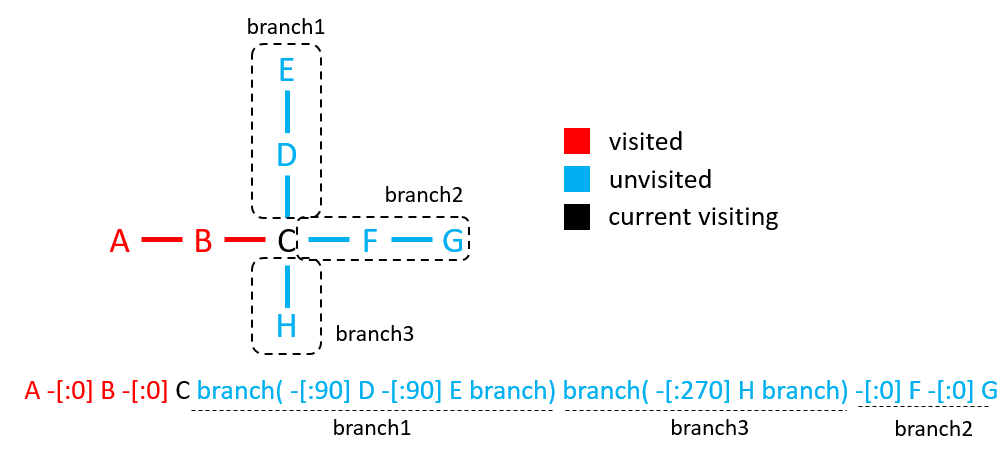 branch1
E
D
branch2
A B C F G
H
branch3
visited
unvisited
current visiting
A -[:0] B -[:0] C branch( -[:90] D -[:90] E branch) branch( -[:270] H branch) -[:0] F -[:0] G
branch1 branch3 branch2